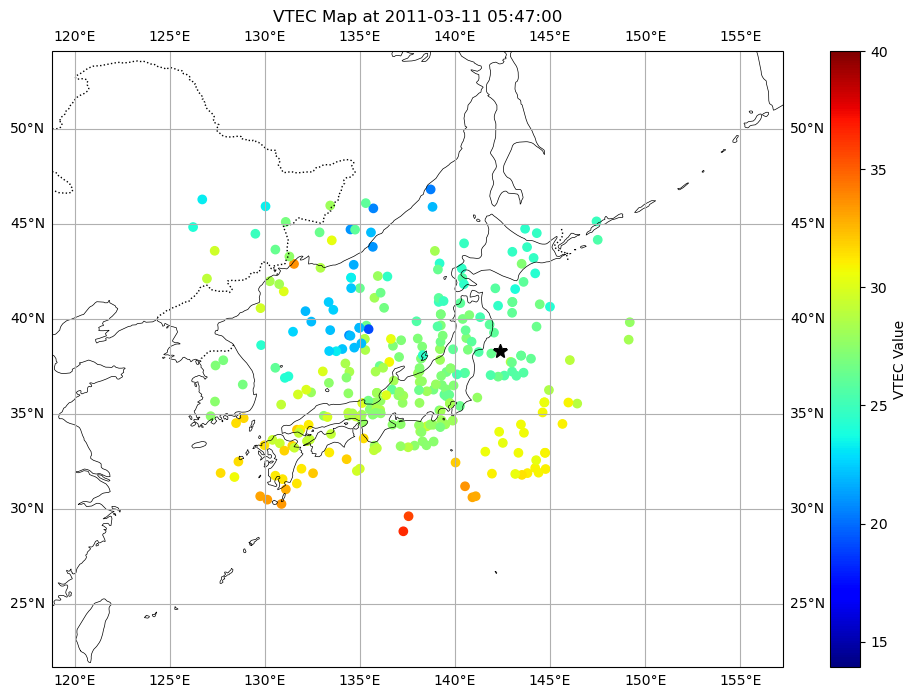 VTEC Map at 2011-03-11 05:47:00
120°E 125°E 130°E 135°E 140°E 145°E 150°E 155°E
40
50°N 50°N
35
45°N 45°N
40°N 40°N
30
VTEC Value
35°N 35°N
25
30°N 30°N
20
25°N 25°N
15
120°E 125°E 130°E 135°E 140°E 145°E 150°E 155°E